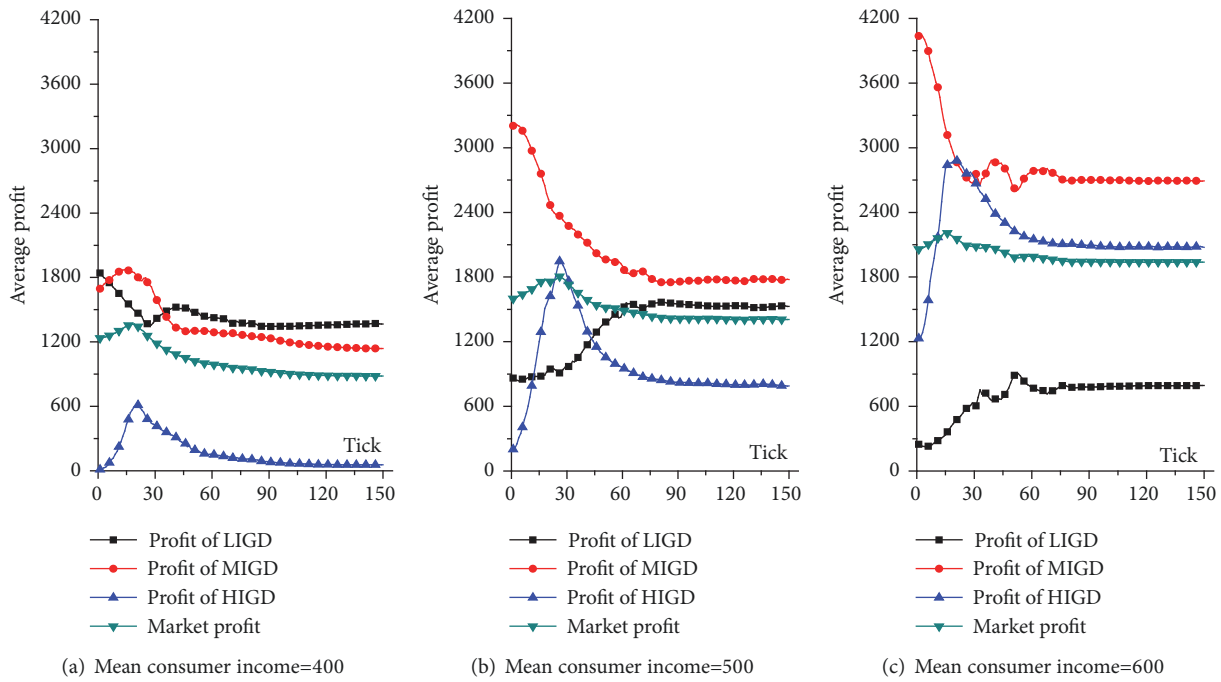 4200
3600
3000
2400
1800
1200
600
0
Average profit
Tick
0 30 60 90 120 150
Profit of LIGD
Profit of MIGD
Profit of HIGD
Market profit
(a) Mean consumer income=400
4200
3600
3000
2400
1800
1200
600
0
Average profit
Tick
0 30 60 90 120 150
Profit of LIGD
Profit of MIGD
Profit of HIGD
Market profit
(b) Mean consumer income=500
4200
3600
3000
2400
1800
1200
600
0
Average profit
Tick
0 30 60 90 120 150
Profit of LIGD
Profit of MIGD
Profit of HIGD
Market profit
(c) Mean consumer income=600